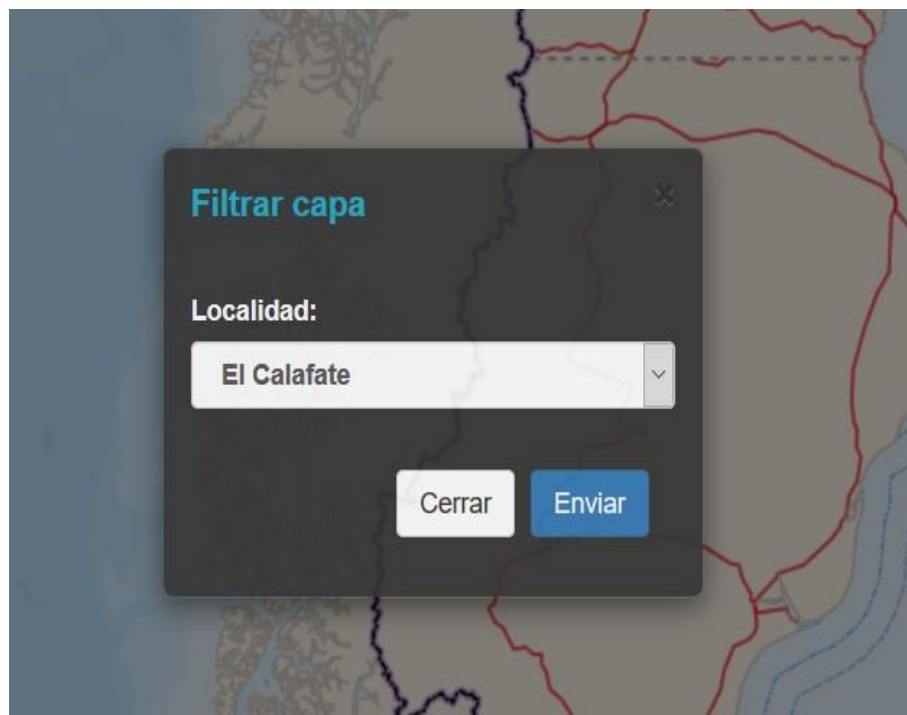 Filtrar capa
Localidad:
El Calafate
Cerrar
Enviar